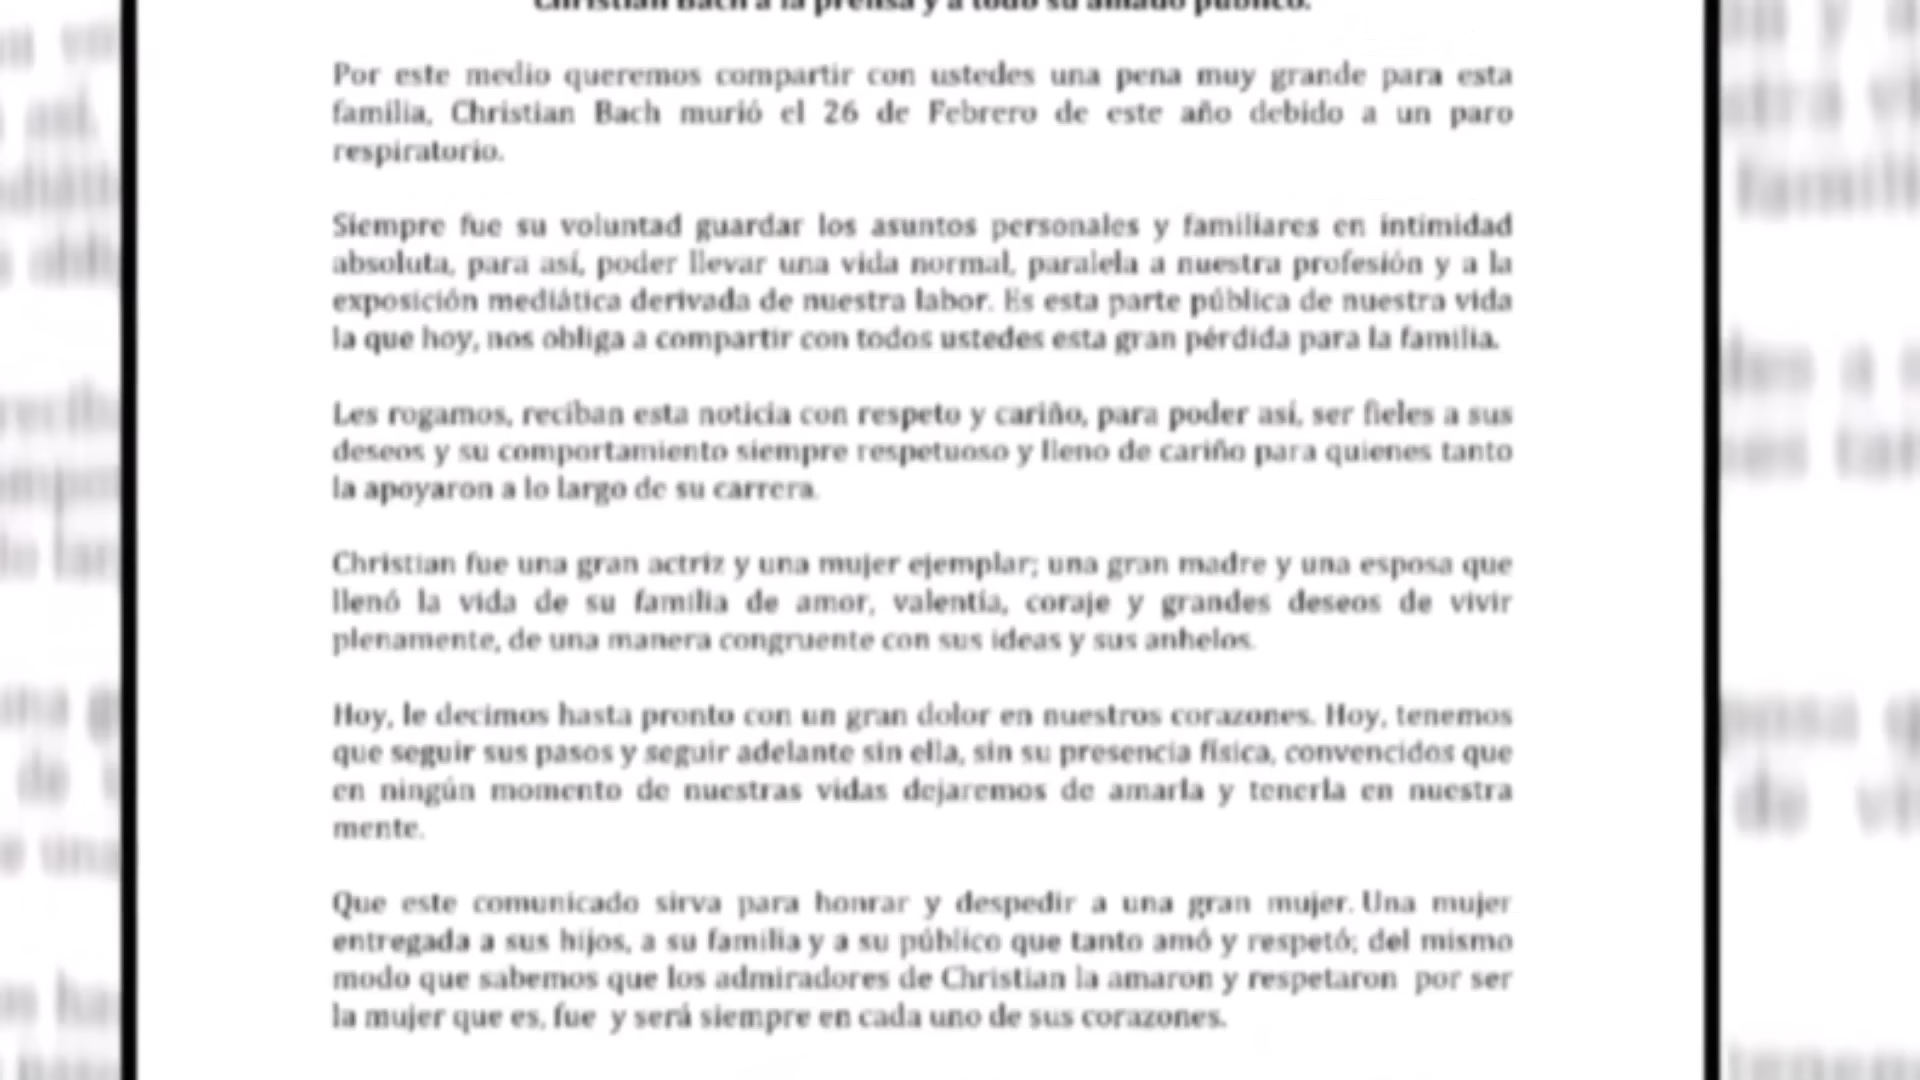 Christian Bach a la prensa y a todo su amado público.
Por este medio queremos compartir con ustedes una pena muy grande para esta
familia, Christian Bach murió el 26 de Febrero de este año debido a un paro
respiratorio.
Siempre fue su voluntad guardar los asuntos personales y familiares en intimidad
absoluta, para así, poder llevar una vida normal, paralela a nuestra profesión y a la
exposición mediática derivada de nuestra labor. Es esta parte pública de nuestra vida
la que hoy, nos obliga a compartir con todos ustedes esta gran pérdida para la familia.
Les rogamos, reciban esta noticia con respeto y cariño, para poder así, ser fieles a sus
deseos y su comportamiento siempre respetuoso y lleno de cariño para quienes tanto
la apoyaron a lo largo de su carrera.
Christian fue una gran actriz y una mujer ejemplar; una gran madre y una esposa que
llenó la vida de su familia de amor, valentía, coraje y grandes deseos de vivir
plenamente, de una manera congruente con sus ideas y sus anhelos.
Hoy, le decimos hasta pronto con un gran dolor en nuestros corazones. Hoy, tenemos
que seguir sus pasos y seguir adelante sin ella, sin su presencia física, convencidos que
en ningún momento de nuestras vidas dejaremos de amarla y tenerla en nuestra
mente.
Que este comunicado sirva para honrar y despedir a una gran mujer. Una mujer
entregada a sus hijos, a su familia y a su público que tanto amó y respetó; del mismo
modo que sabemos que los admiradores de Christian la amaron y respetaron por ser
la mujer que es, fue y será siempre en cada uno de sus corazones.